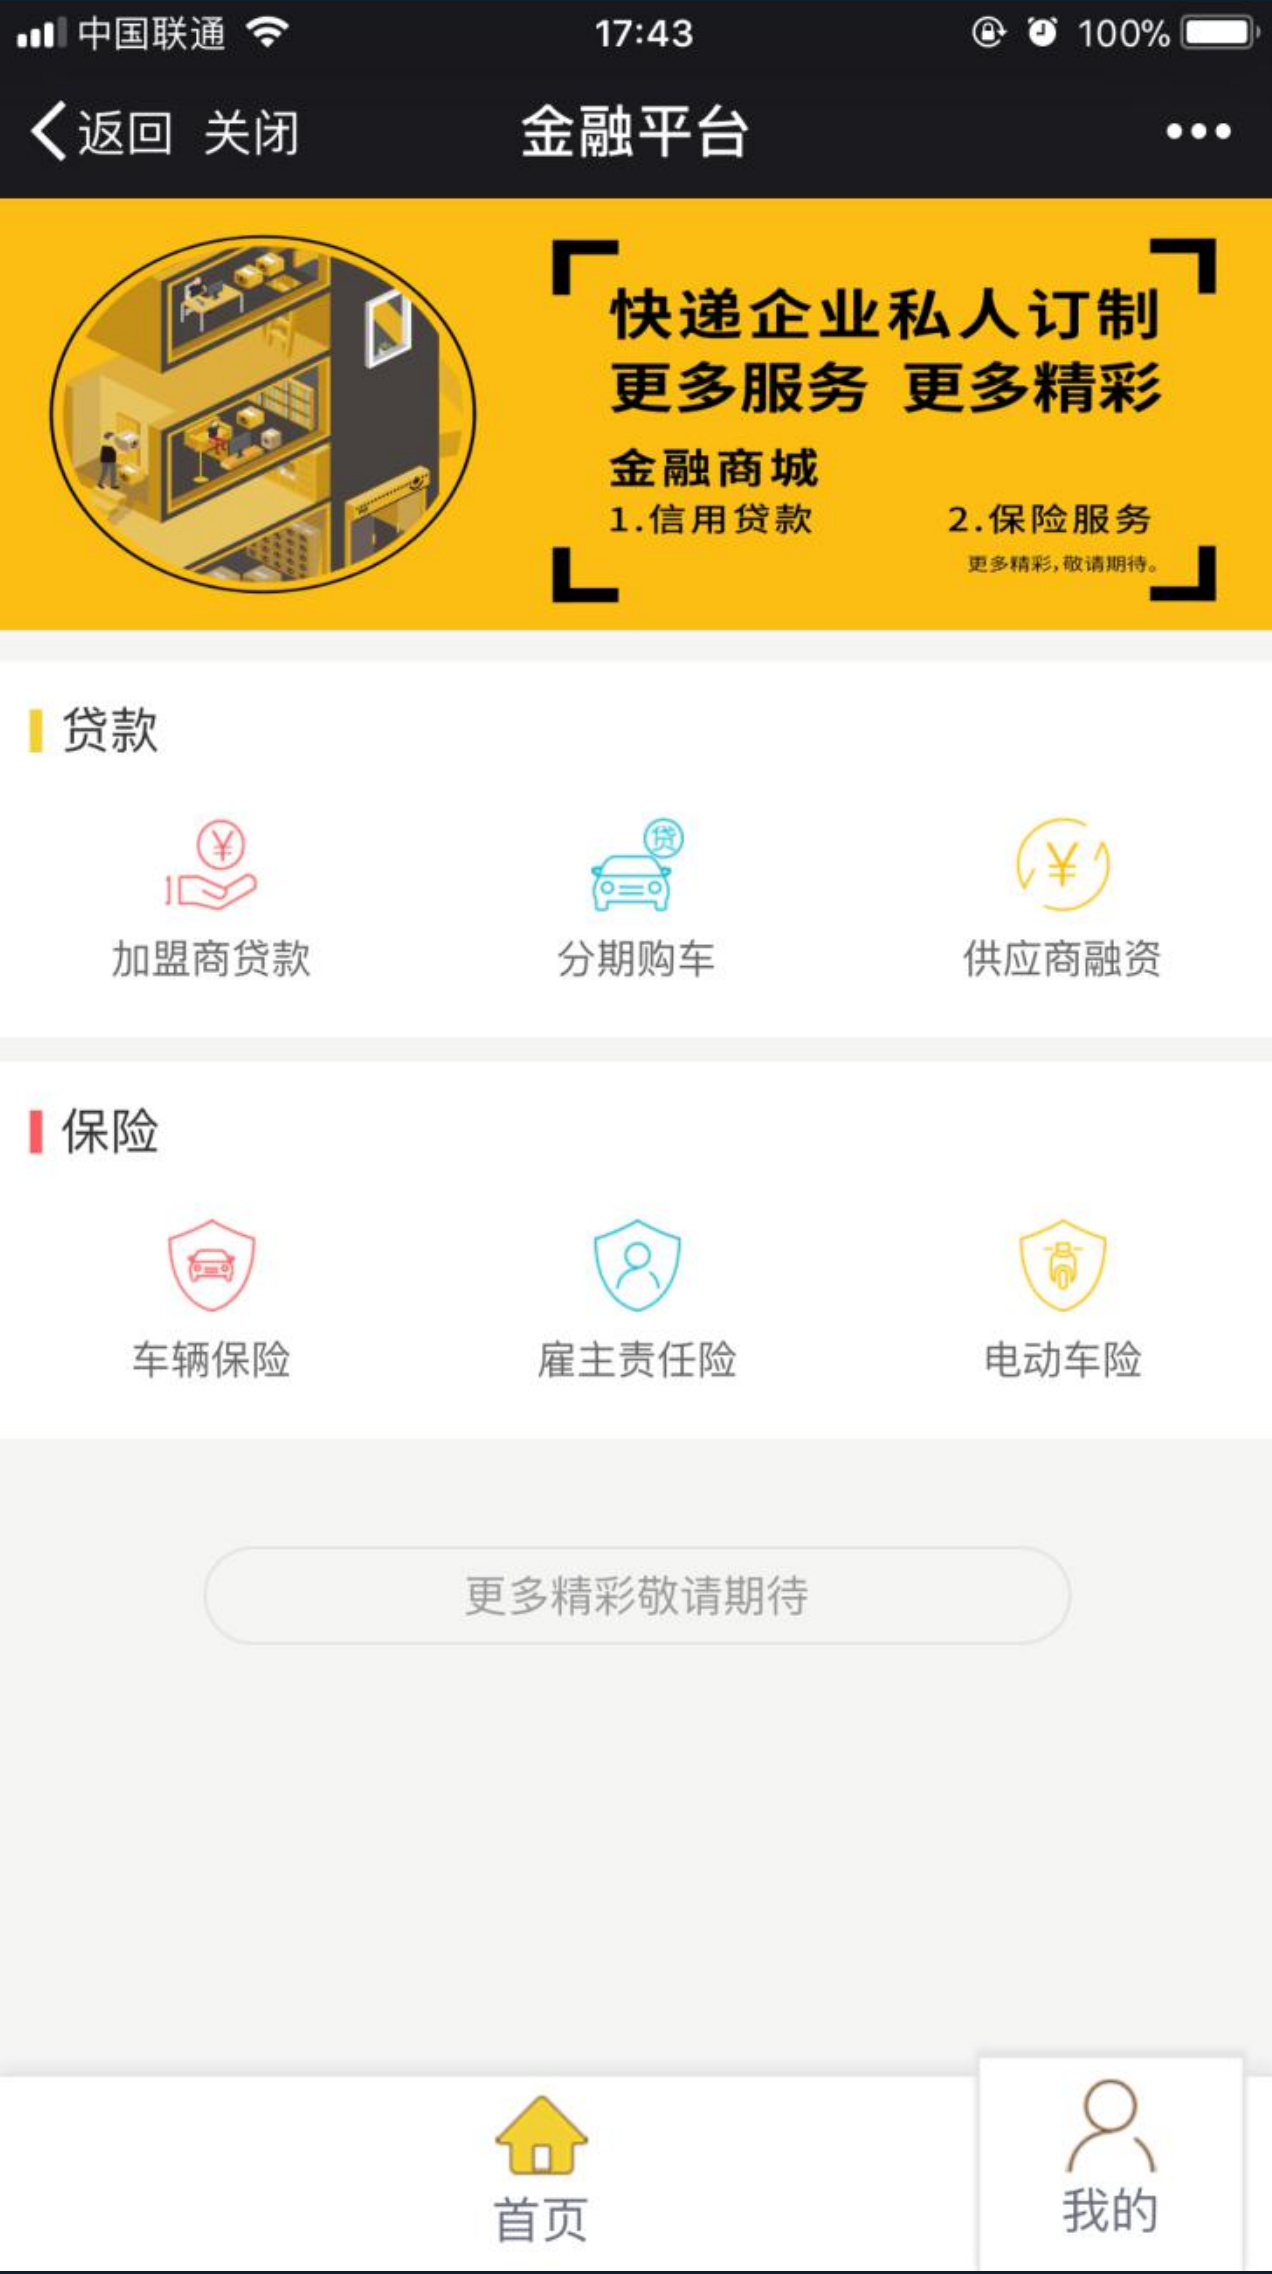 中国联通 17:43 100%
返回 关闭 金融平台
快递企业私人订制
更多服务 更多精彩
金融商城
1.信用贷款 2.保险服务
更多精彩,敬请期待。
贷款
贷
加盟商贷款 分期购车 供应商融资
保险
车辆保险 雇主责任险 电动车险
更多精彩敬请期待
首页 我的